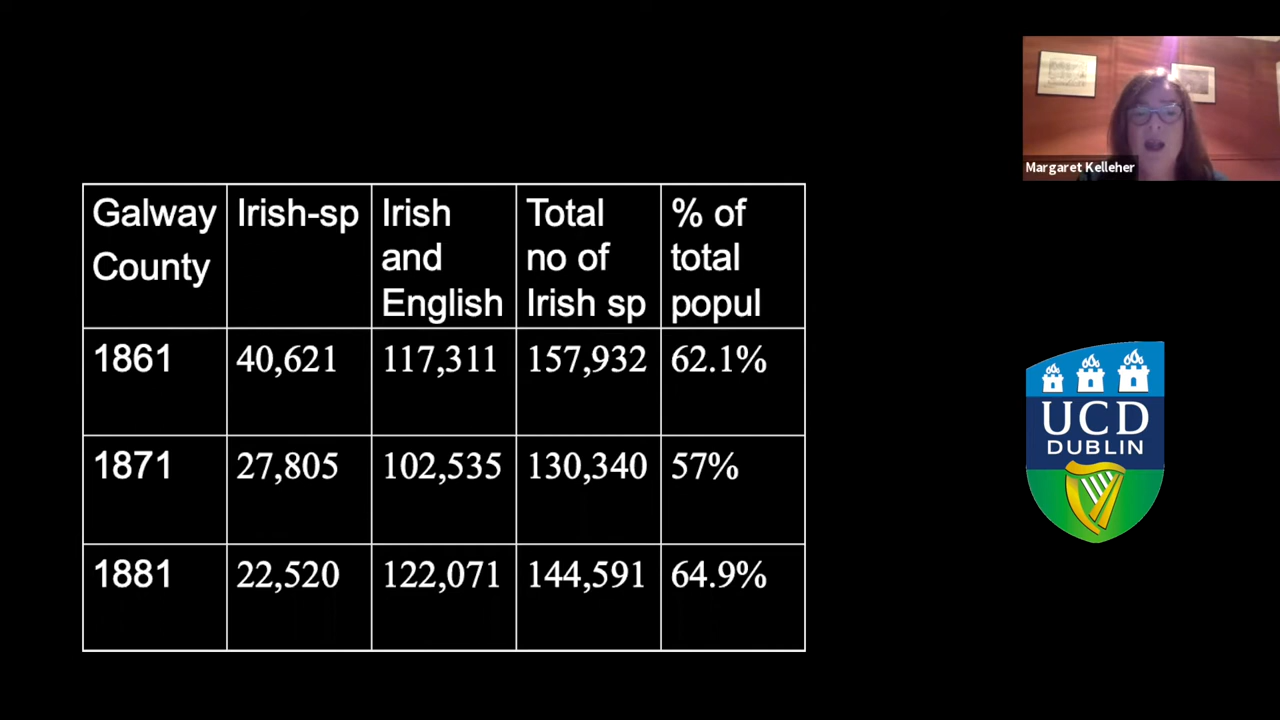 Margaret Kelleher
Galway County Irish-sp Irish and English Total no of Irish sp % of total popul
1861 40,621 117,311 157,932 62.1%
1871 27,805 102,535 130,340 57%
1881 22,520 122,071 144,591 64.9%
UCD
DUBLIN